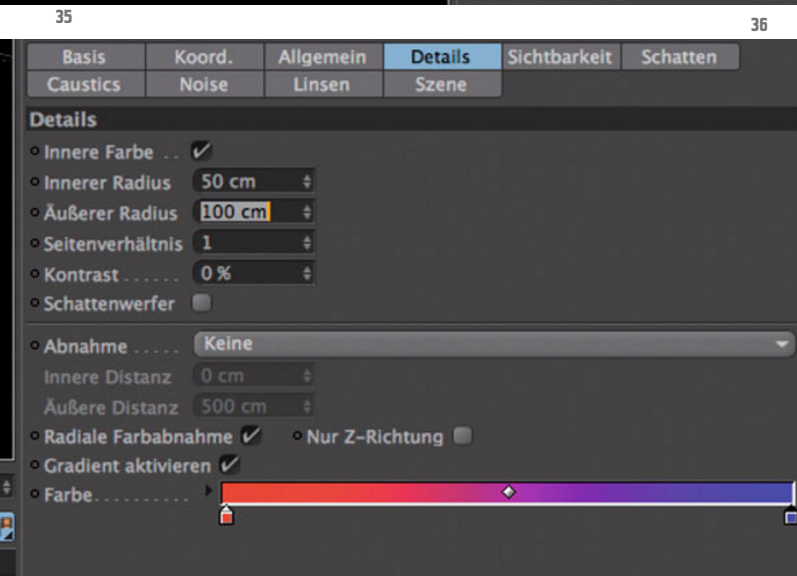 35
36
Basis Koord. Allgemein Details Sichtbarkeit Schatten
Caustics Noise Linsen Szene
Details
Innere Farbe . . ✓
Innerer Radius 50 cm
Äußerer Radius 100 cm
Seitenverhältnis 1
Kontrast . . . . . . 0 %
Schattenwerfer
Abnahme . . . . . Keine
Innere Distanz 0 cm
Äußere Distanz 500 cm
Radiale Farbabnahme ✓ Nur Z-Richtung
Gradient aktivieren ✓
Farbe . . . . . . . . . .